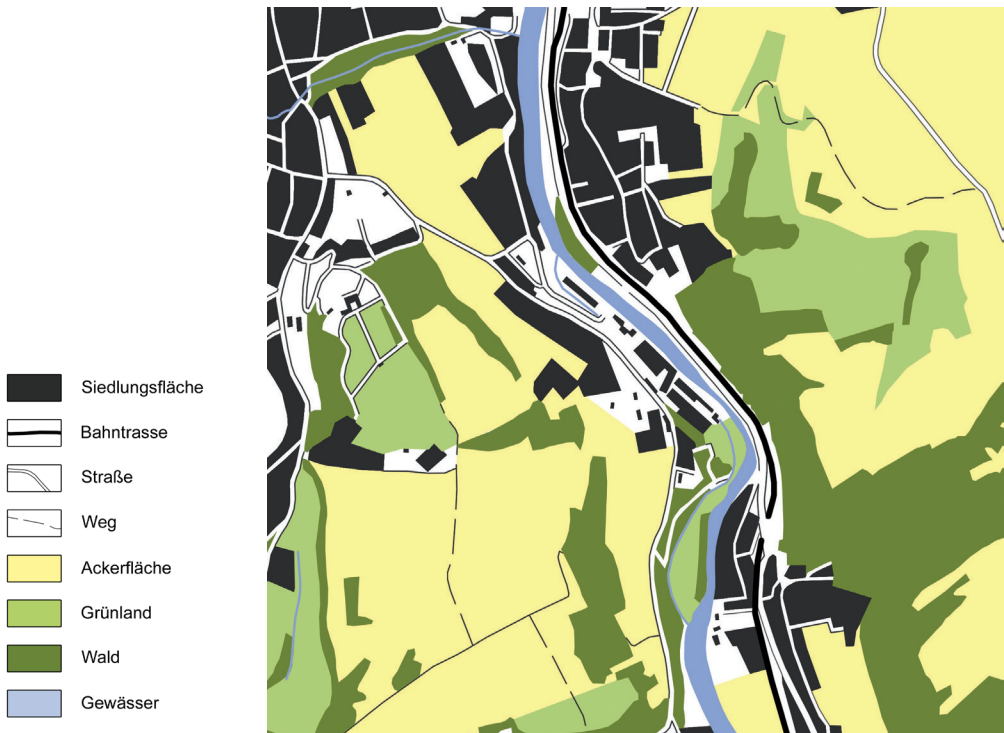 Siedlungsfläche
Bahntrasse
Straße
Weg
Ackerfläche
Grünland
Wald
Gewässer